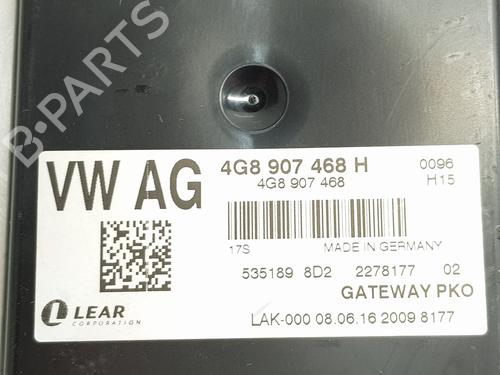 B-PARTS
VW AG
4G8 907 468 H
0096
4G8 907 468
H15
17S
MADE IN GERMANY
535189 8D2 2278177 02
GATEWAY PKO
LEAR
CORPORATION
LAK-000 08.06.16 2009 8177